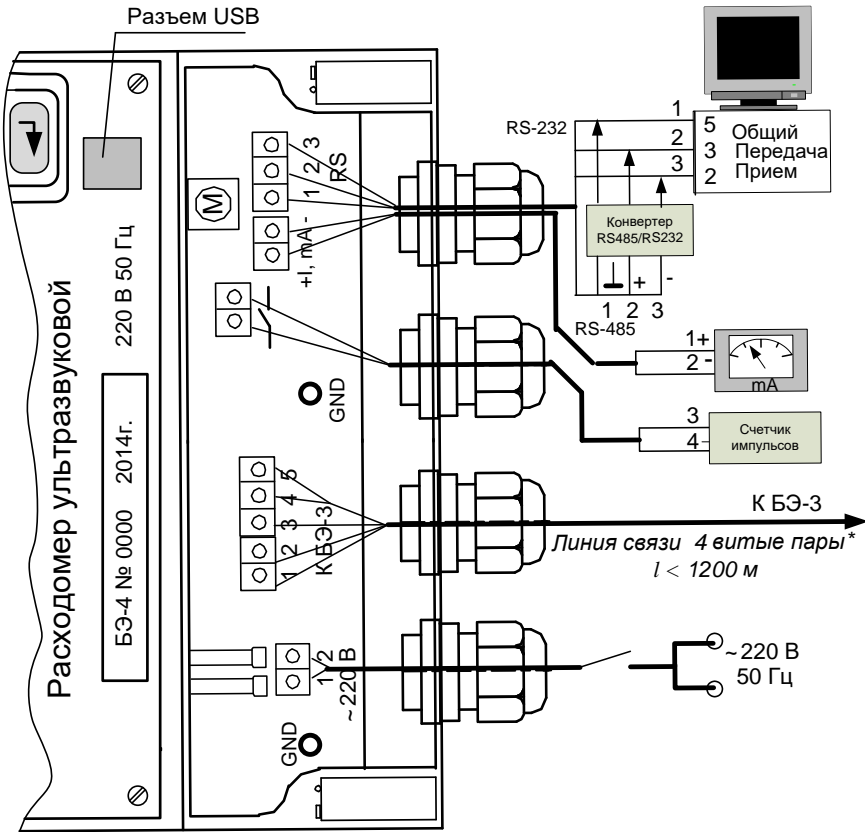 Разъем USB
Расходомер ультразвуковой
БЭ-4 № 0000 2014г.
220 В 50 Гц
M
1 2 3
RS
+I, mA -
GND
1 2 3 4 5
К БЭ-3
1 2
~220 В
GND
RS-232
1
2
3
5 Общий
3 Передача
2 Прием
Конвертер
RS485/RS232
+ -
1 2 3
RS-485
1+
2 -
mA
3
4
Счетчик
импульсов
К БЭ-3
Линия связи 4 витые пары*
l < 1200 м
~220 В
50 Гц